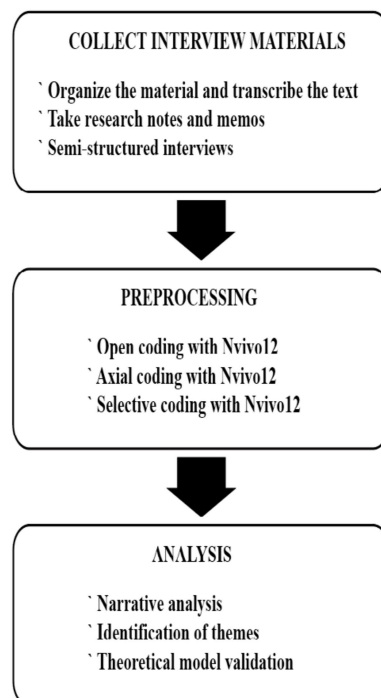 COLLECT INTERVIEW MATERIALS
` Organize the material and transcribe the text
` Take research notes and memos
` Semi-structured interviews
PREPROCESSING
` Open coding with Nvivo12
` Axial coding with Nvivo12
` Selective coding with Nvivo12
ANALYSIS
` Narrative analysis
` Identification of themes
` Theoretical model validation